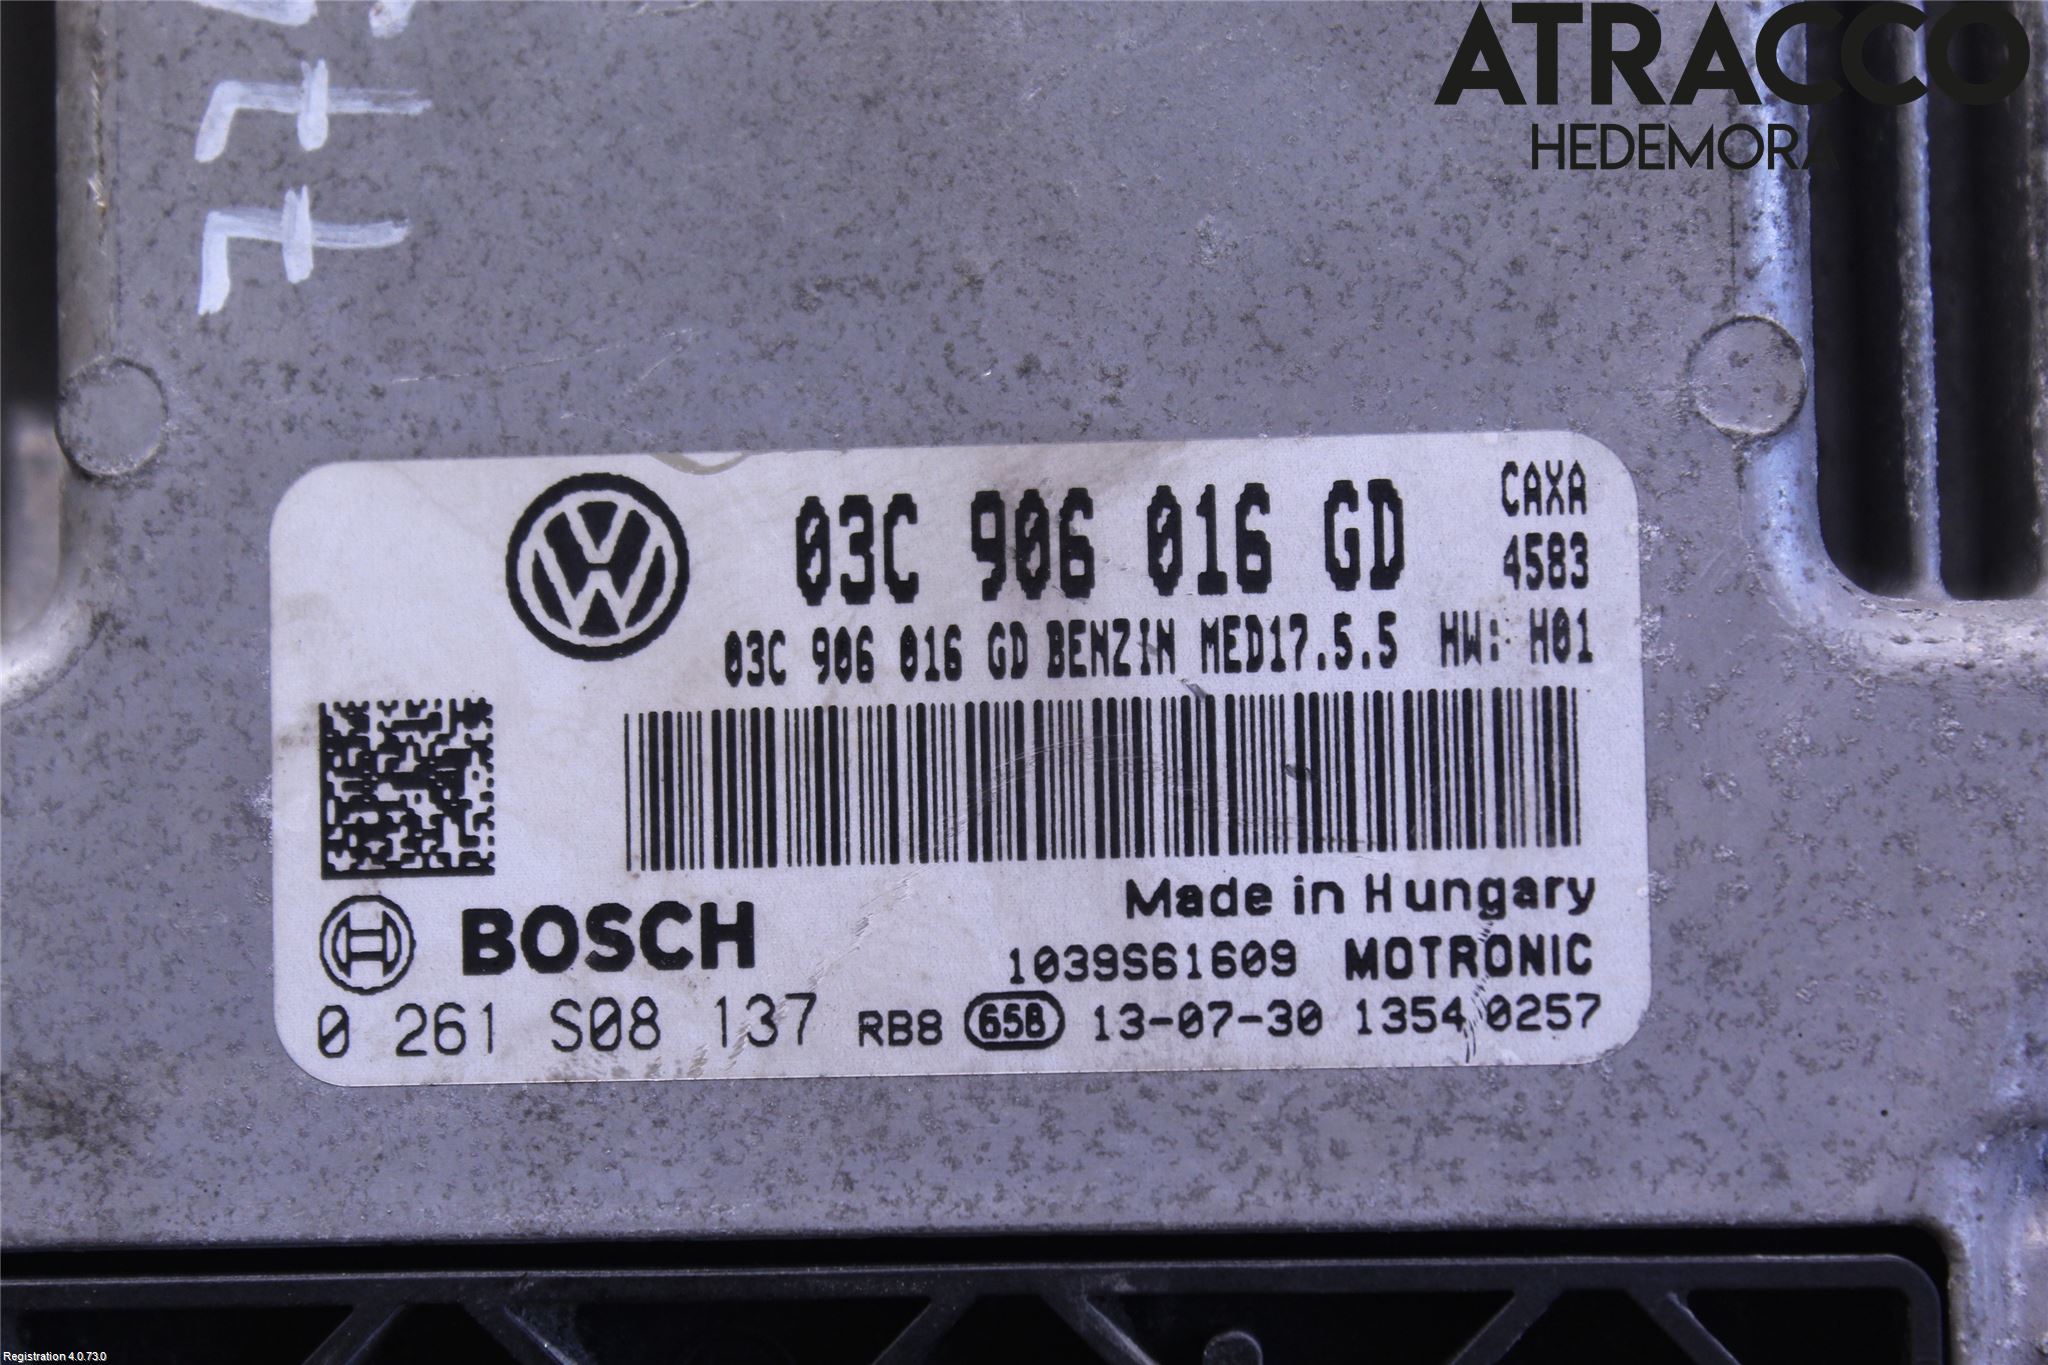 ATRACCO
HEDEMORA
77
03C 906 016 GD
CAXA
4583
03C 906 016 GD BENZIN MED17.5.5 HW: H01
Made in Hungary
BOSCH
1039S61609 MOTRONIC
0 261 S08 137 RB8 65B 13-07-30 1354 0257
Registration 4.0.73.0